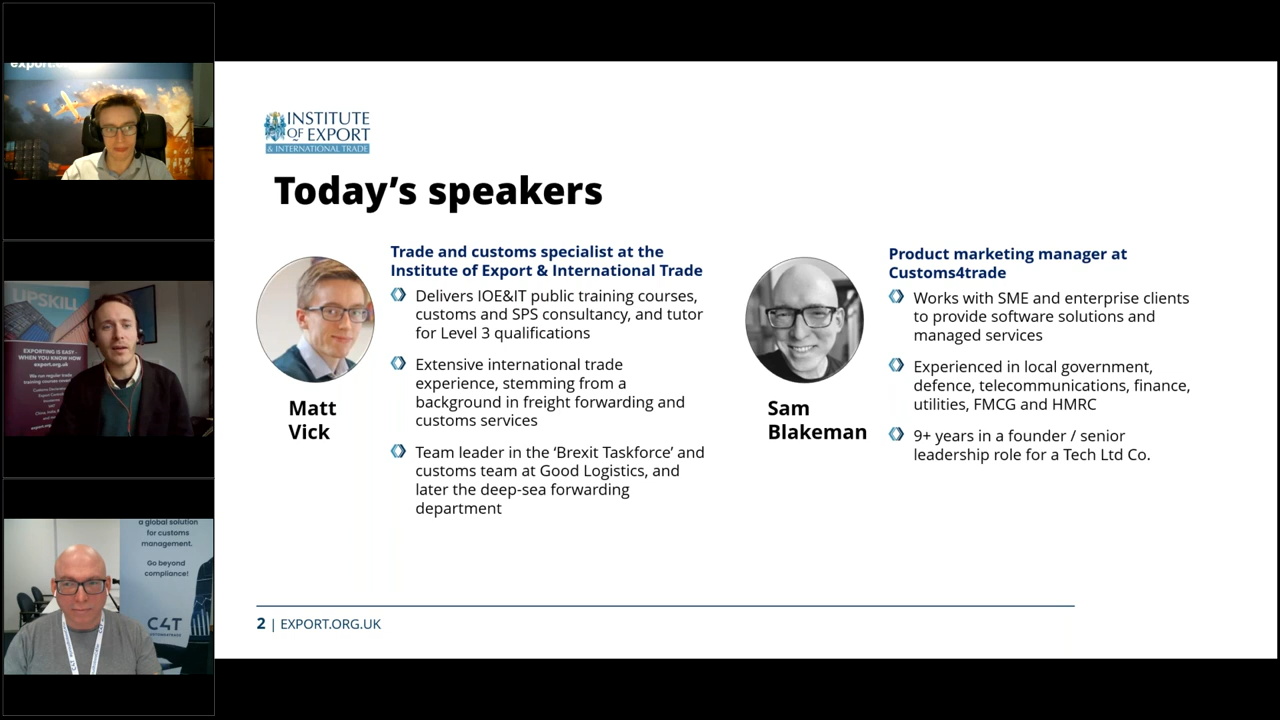 export.o
UPSKILL
EXPORTING IS EASY -
WHEN YOU KNOW HOW
export.org.uk
We run regular
training courses
a global solution
for customs
management.
Go beyond
compliance!
C4T
INSTITUTE
OF EXPORT
& INTERNATIONAL TRADE
Today’s speakers
Matt
Vick
Trade and customs specialist at the
Institute of Export & International Trade
Delivers IOE&IT public training courses,
customs and SPS consultancy, and tutor
for Level 3 qualifications
Extensive international trade
experience, stemming from a
background in freight forwarding and
customs services
Team leader in the ‘Brexit Taskforce’ and
customs team at Good Logistics, and
later the deep-sea forwarding
department
Sam
Blakeman
Product marketing manager at
Customs4trade
Works with SME and enterprise clients
to provide software solutions and
managed services
Experienced in local government,
defence, telecommunications, finance,
utilities, FMCG and HMRC
9+ years in a founder / senior
leadership role for a Tech Ltd Co.
2 | EXPORT.ORG.UK